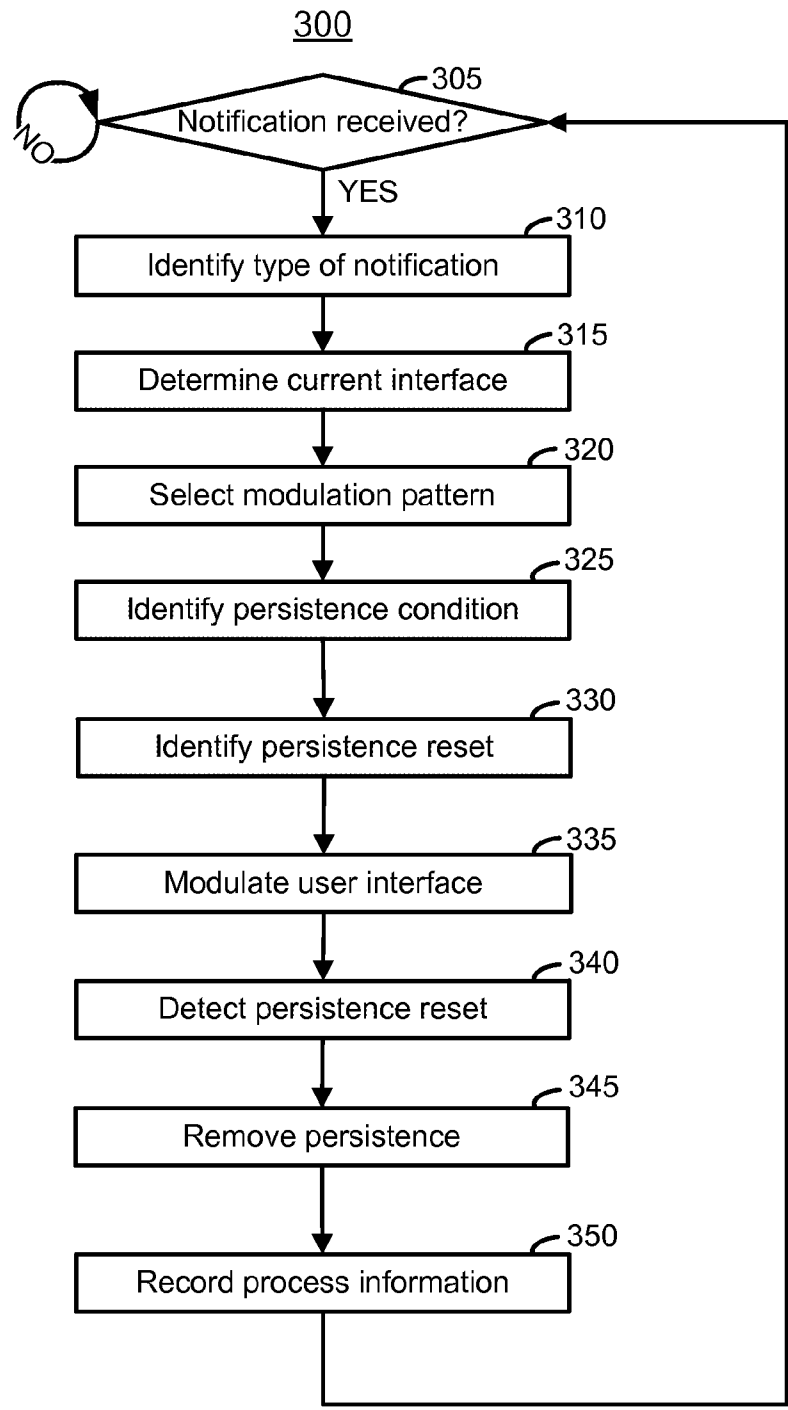 300
305
Notification received?
NO
YES
310
Identify type of notification
315
Determine current interface
320
Select modulation pattern
325
Identify persistence condition
330
Identify persistence reset
335
Modulate user interface
340
Detect persistence reset
345
Remove persistence
350
Record process information